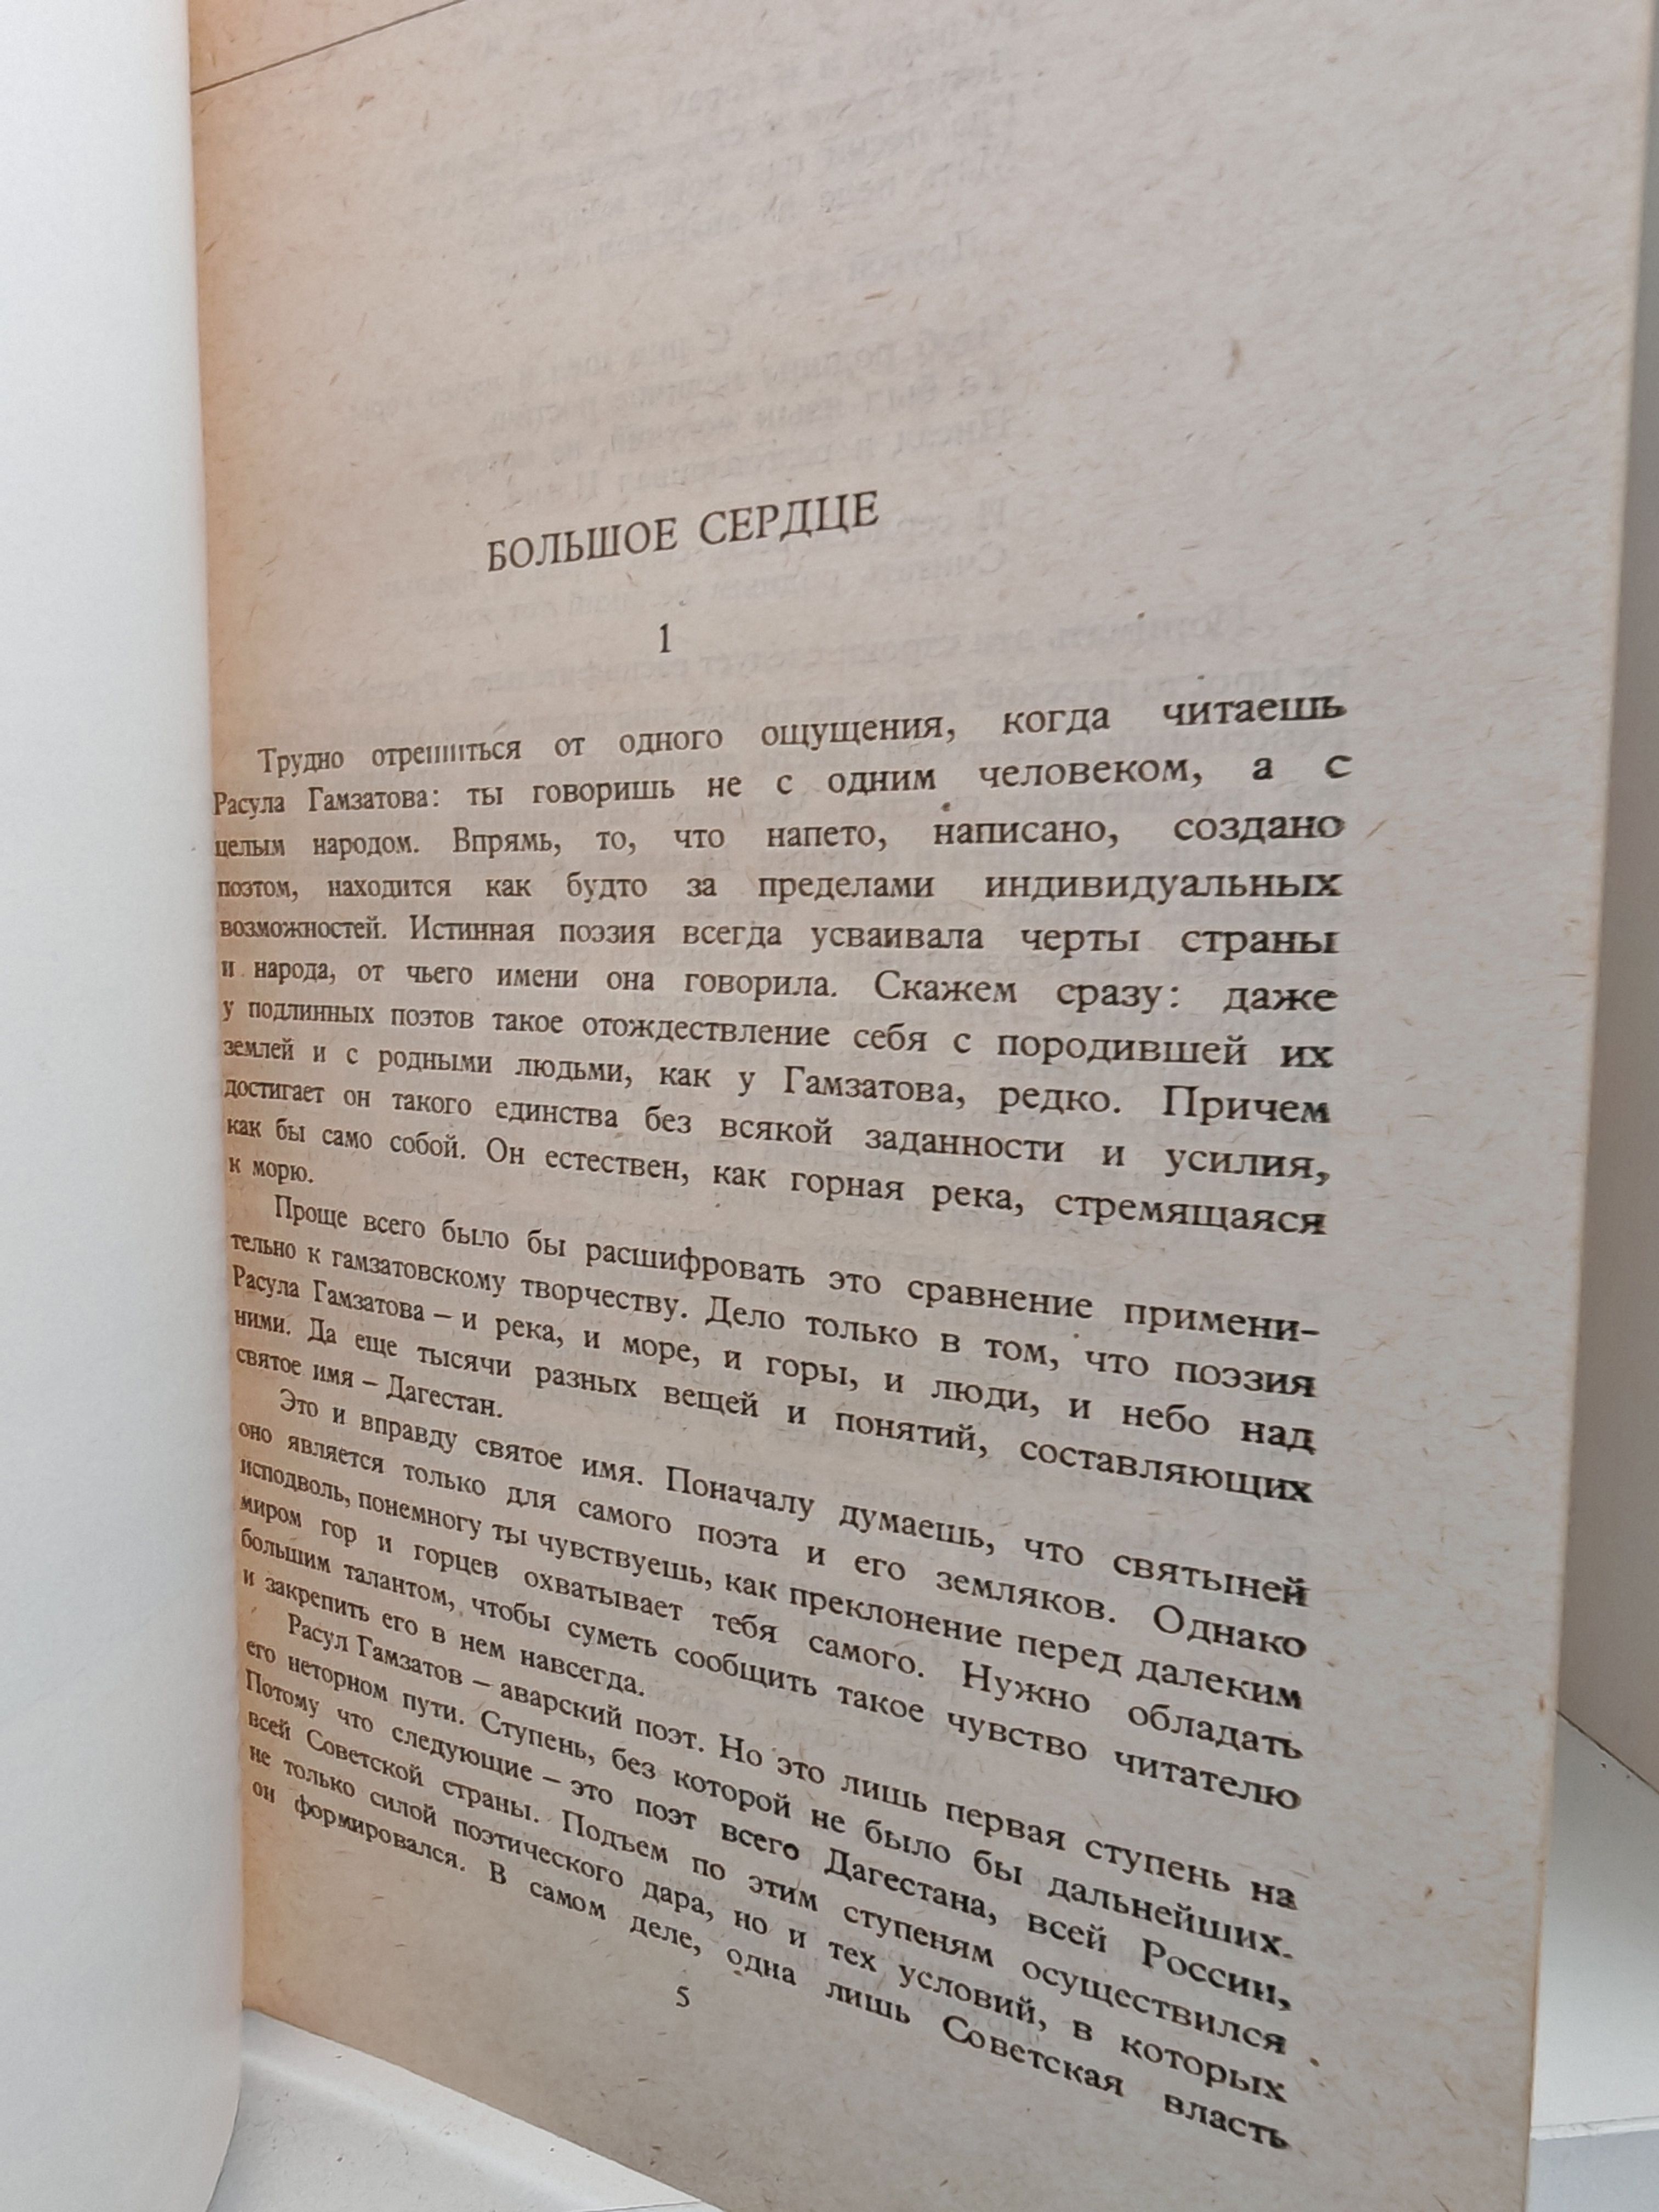 БОЛЬШОЕ СЕРДЦЕ
1
Трудно отрешиться от одного ощущения, когда читаешь
Расула Гамзатова: ты говоришь не с одним человеком, а с
целым народом. Впрямь, то, что напето, написано, создано
поэтом, находится как будто за пределами индивидуальных
возможностей. Истинная поэзия всегда усваивала черты страны
и народа, от чьего имени она говорила. Скажем сразу: даже
у подлинных поэтов такое отождествление себя с породившей их
землей и с родными людьми, как у Гамзатова, редко. Причем
достигает он такого единства без всякой заданности и усилия,
как бы само собой. Он естествен, как горная река, стремящаяся
к морю.
Проще всего было бы расшифровать это сравнение примени-
тельно к гамзатовскому творчеству. Дело только в том, что поэзия
Расула Гамзатова – и река, и море, и горы, и люди, и небо над
ними. Да еще тысячи разных вещей и понятий, составляющих
святое имя – Дагестан.
Это и вправду святое имя. Поначалу думаешь, что святыней
оно является только для самого поэта и его земляков. Однако
исподволь, понемногу ты чувствуешь, как преклонение перед далеким
миром гор и горцев охватывает тебя самого. Нужно обладать
большим талантом, чтобы суметь сообщить такое чувство читателю
и закрепить его в нем навсегда.
Расул Гамзатов – аварский поэт. Но это лишь первая ступень на
его неторном пути. Ступень, без которой не было бы дальнейших.
Потому что следующие – это поэт всего Дагестана, всей России,
всей Советской страны. Подъем по этим ступеням осуществился
не только силой поэтического дара, но и тех условий, в которых
он формировался. В самом деле, одна лишь Советская власть
5